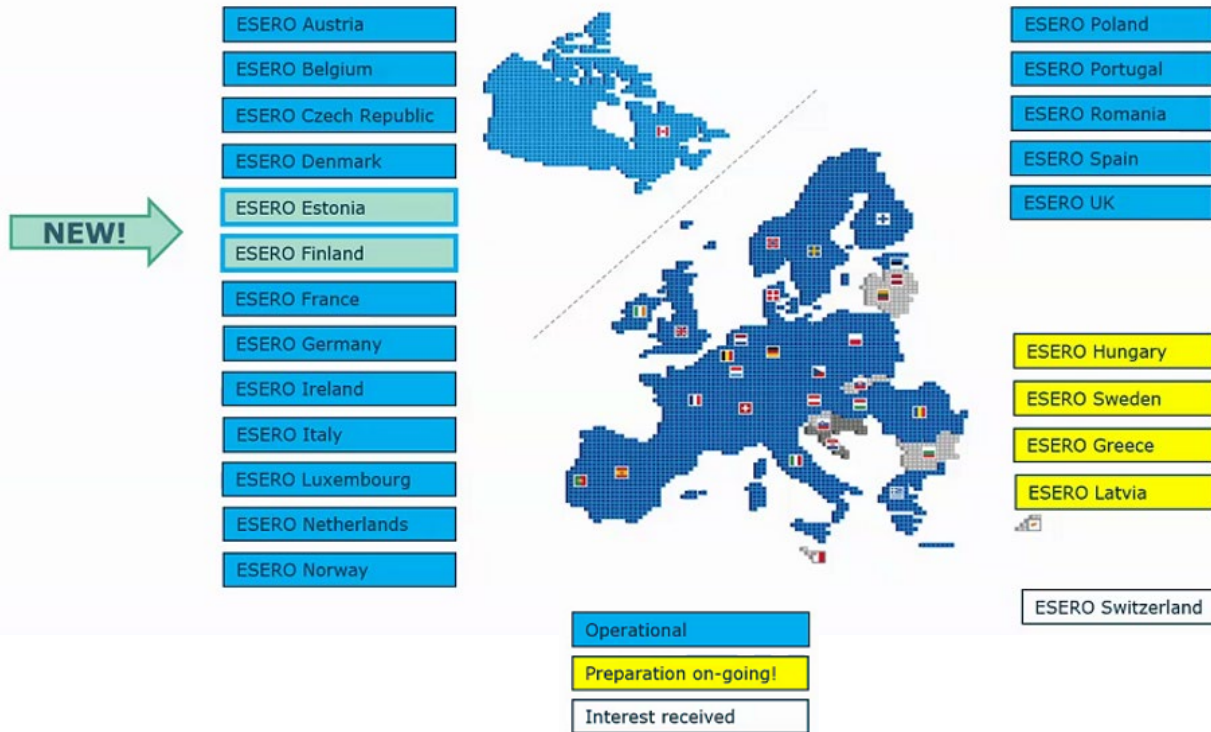 ESERO Austria
ESERO Belgium
ESERO Czech Republic
ESERO Denmark
ESERO Estonia
NEW!
ESERO Finland
ESERO France
ESERO Germany
ESERO Ireland
ESERO Italy
ESERO Luxembourg
ESERO Netherlands
ESERO Norway
ESERO Poland
ESERO Portugal
ESERO Romania
ESERO Spain
ESERO UK
ESERO Hungary
ESERO Sweden
ESERO Greece
ESERO Latvia
ESERO Switzerland
Operational
Preparation on-going!
Interest received